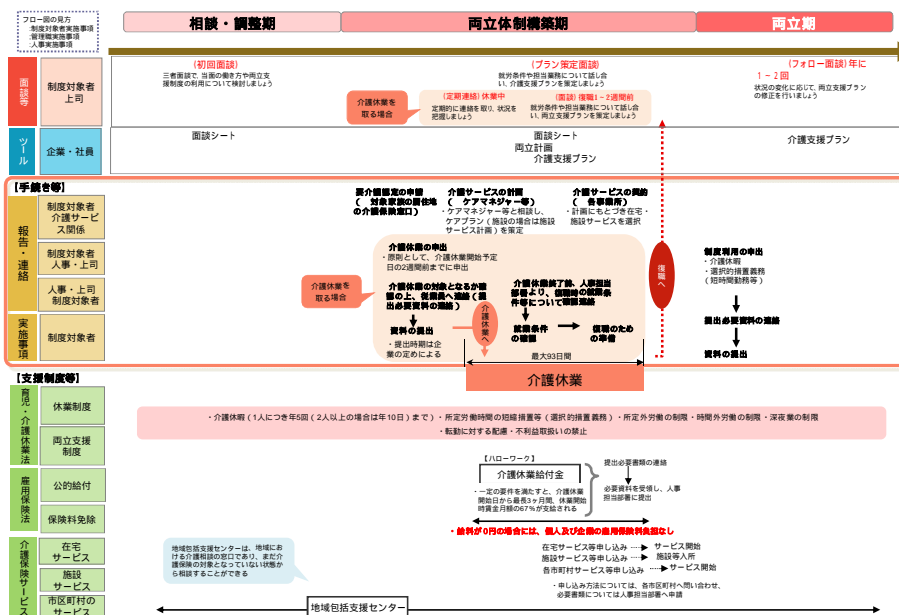 フロー図の見方
:制度対象者実施事項
:管理職実施事項
:人事実施事項
相談・調整期
両立体制構築期
両立期
面談等
制度対象者
上司
(初回面談)
三者面談で、当面の働き方や両立支
援制度の利用について検討しましょう
(プラン策定面談)
就労条件や担当業務について話し合
い、介護支援プランを策定しましょう
(フォロー面談)年に
1~2回
状況の変化に応じて、両立支援プラン
の修正を行いましょう
介護休業を
取る場合
(定期連絡)休業中
定期的に連絡を取り、状況を
把握しましょう
(面談)復職1~2週間前
就労条件や担当業務について話し合
い、両立支援プランを策定しましょう
ツール
企業・社員
面談シート
面談シート
両立計画
介護支援プラン
介護支援プラン
【手続き等】
報告・連絡
制度対象者
介護サービ
ス関係
制度対象者
人事・上司
人事・上司
制度対象者
実施事項
制度対象者
要介護認定の申請
( 対象家族の居住地
の介護保険窓口)
介護サービスの計画
( ケアマネジャー等)
・ケアマネジャー等と相談し、
ケアプラン(施設の場合は施設
サービス計画)を策定
介護サービスの契約
( 各事業所)
・計画にもとづき在宅・
施設サービスを選択
介護休業の申出
・原則として、介護休業開始予定
日の2週間前までに申出
介護休業を
取る場合
介護休業の対象となるか確
認の上、従業員へ連絡(提
出必要資料の連絡)
資料の提出
・提出時期は企
業の定めによる
介護休業へ
介護休業終了前、人事担当
部署より、復職時の就業条
件等について確認連絡
就業条件
の確認
復職のため
の準備
最大93日間
介護休業
復職へ
制度利用の申出
・介護休暇
・選択的措置義務
(短時間勤務等)
提出必要資料の連絡
資料の提出
【支援制度等】
育児・介護休業法
休業制度
両立支援
制度
・介護休暇(1人につき年5回(2人以上の場合は年10日)まで)・所定労働時間の短縮措置等(選択的措置義務)・所定外労働の制限・時間外労働の制限・深夜業の制限
・転勤に対する配慮・不利益取扱いの禁止
雇用保険法
公的給付
保険料免除
【ハローワーク】
介護休業給付金
・一定の要件を満たすと、介護休業
開始日から最長3ヶ月間、休業開始
時賃金月額の67%が支給される
提出必要書類の連絡
必要資料を受領し、人事
担当部署に提出
・給料が0円の場合には、個人及び企業の雇用保険料負担なし
介護保険サービス
在宅
サービス
施設
サービス
市区町村の
サービス
地域包括支援センターは、地域にお
ける介護相談の窓口であり、まだ介
護保険の対象となっていない状態か
ら相談することができる
在宅サービス等申し込み
サービス開始
施設サービス等申し込み
施設等入所
各市町村サービス等申し込み
サービス開始
・申し込み方法については、各市区町村へ問い合わせ、
必要書類については人事担当部署へ申請
地域包括支援センター